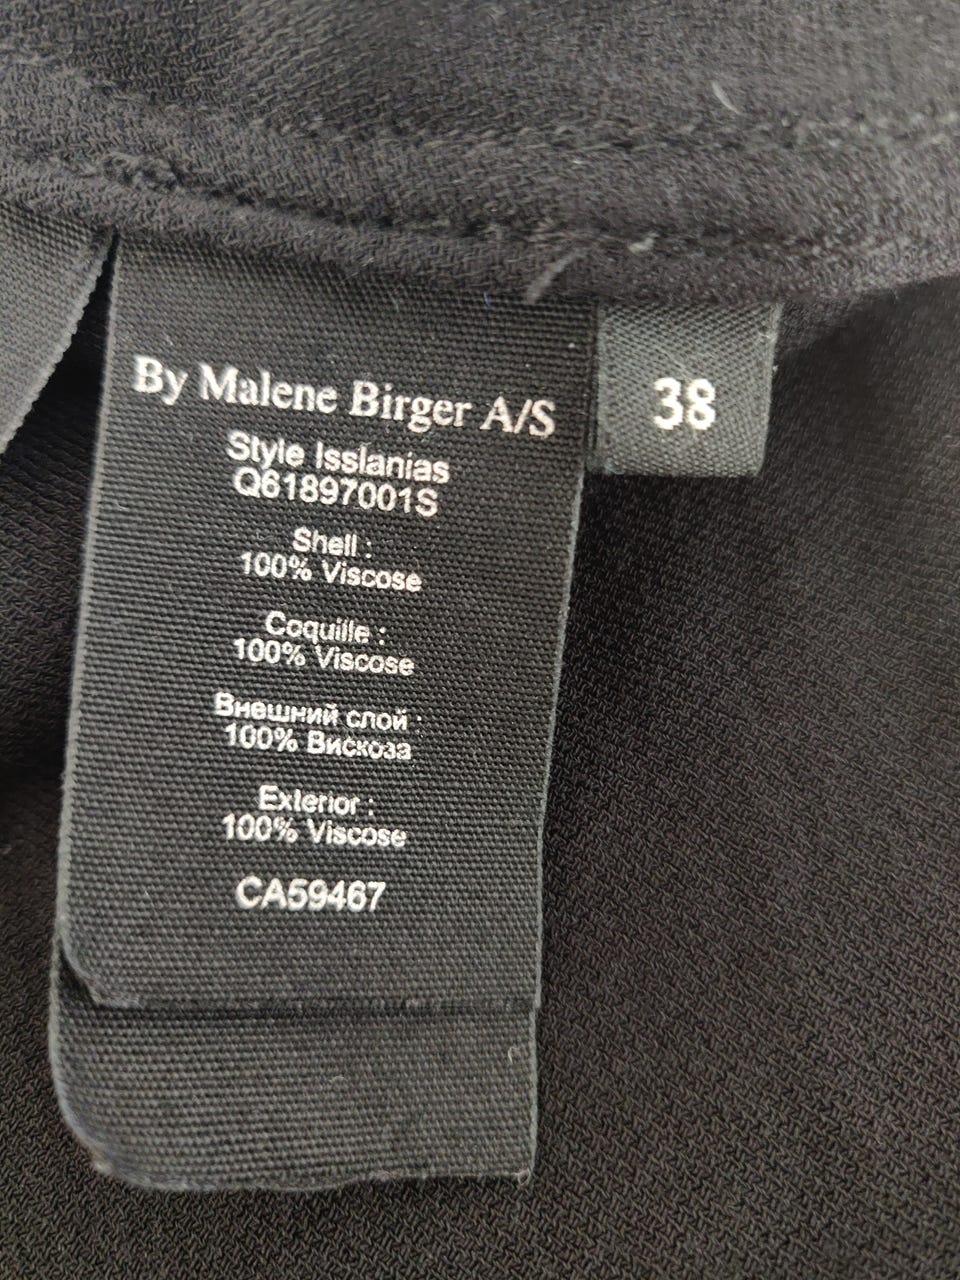 By Malene Birger A/S
38
Style Isslanias
Q61897001S
Shell :
100% Viscose
Coquille :
100% Viscose
Внешний слой :
100% Вискоза
Exterior :
100% Viscose
CA59467